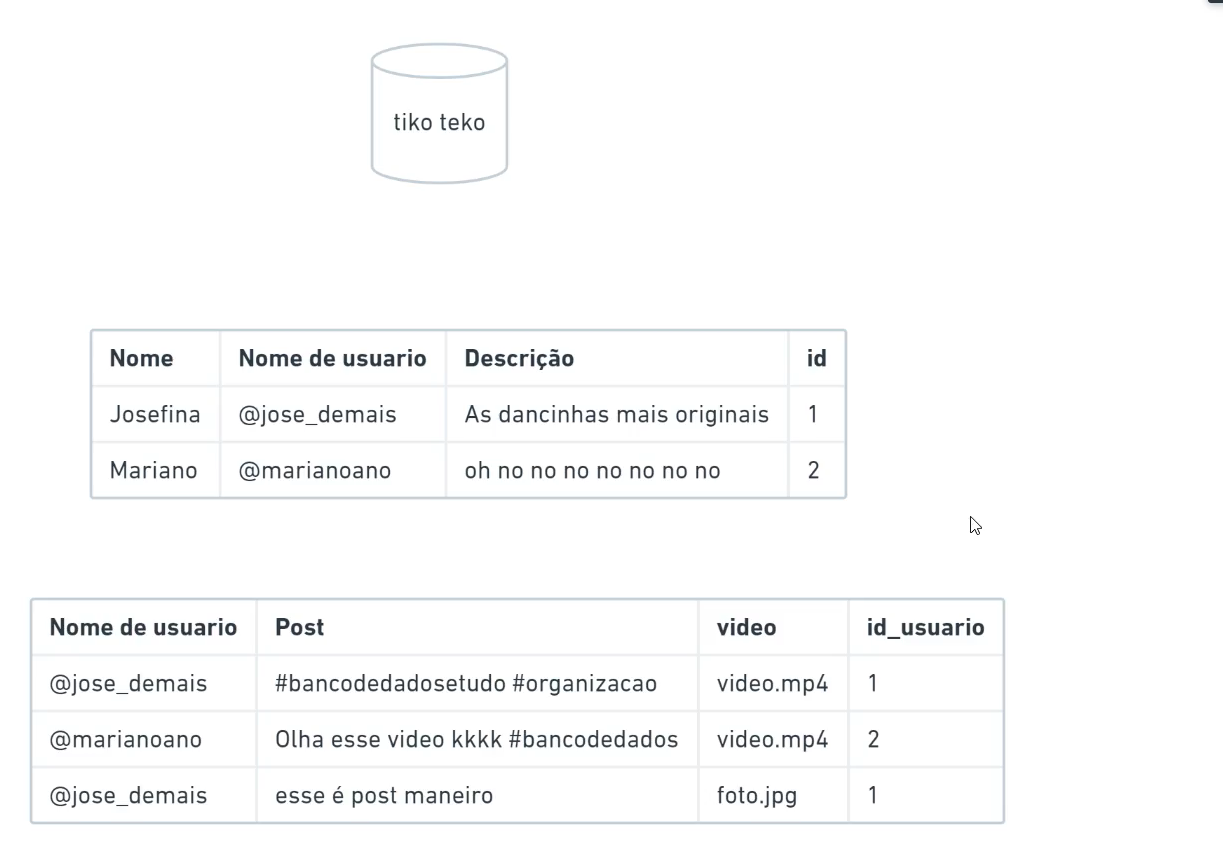 tiko teko
Nome Nome de usuario Descrição id
Josefina @jose_demais As dancinhas mais originais 1
Mariano @marianoano oh no no no no no no no 2
Nome de usuario Post video id_usuario
@jose_demais #bancodedadosetudo #organizacao video.mp4 1
@marianoano Olha esse video kkkk #bancodedados video.mp4 2
@jose_demais esse é post maneiro foto.jpg 1